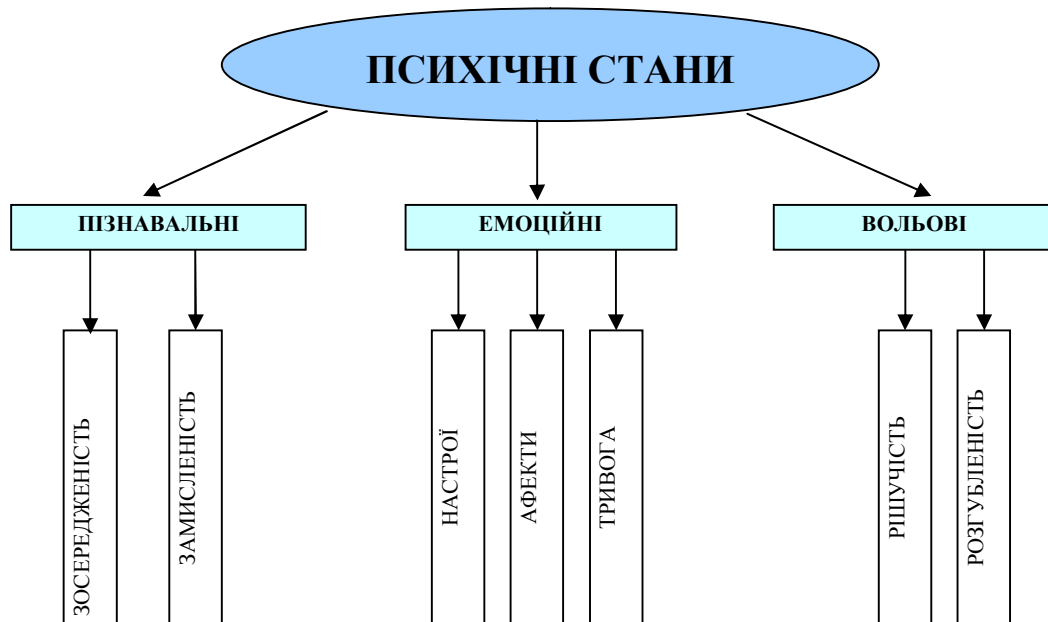 ПСИХІЧНІ СТАНИ
ПІЗНАВАЛЬНІ
ЕМОЦІЙНІ
ВОЛЬОВІ
ЗОСЕРЕДЖЕНІСТЬ
ЗАМИСЛЕНІСТЬ
НАСТРОЇ
АФЕКТИ
ТРИВОГА
РІШУЧІСТЬ
РОЗГУБЛЕНІСТЬ